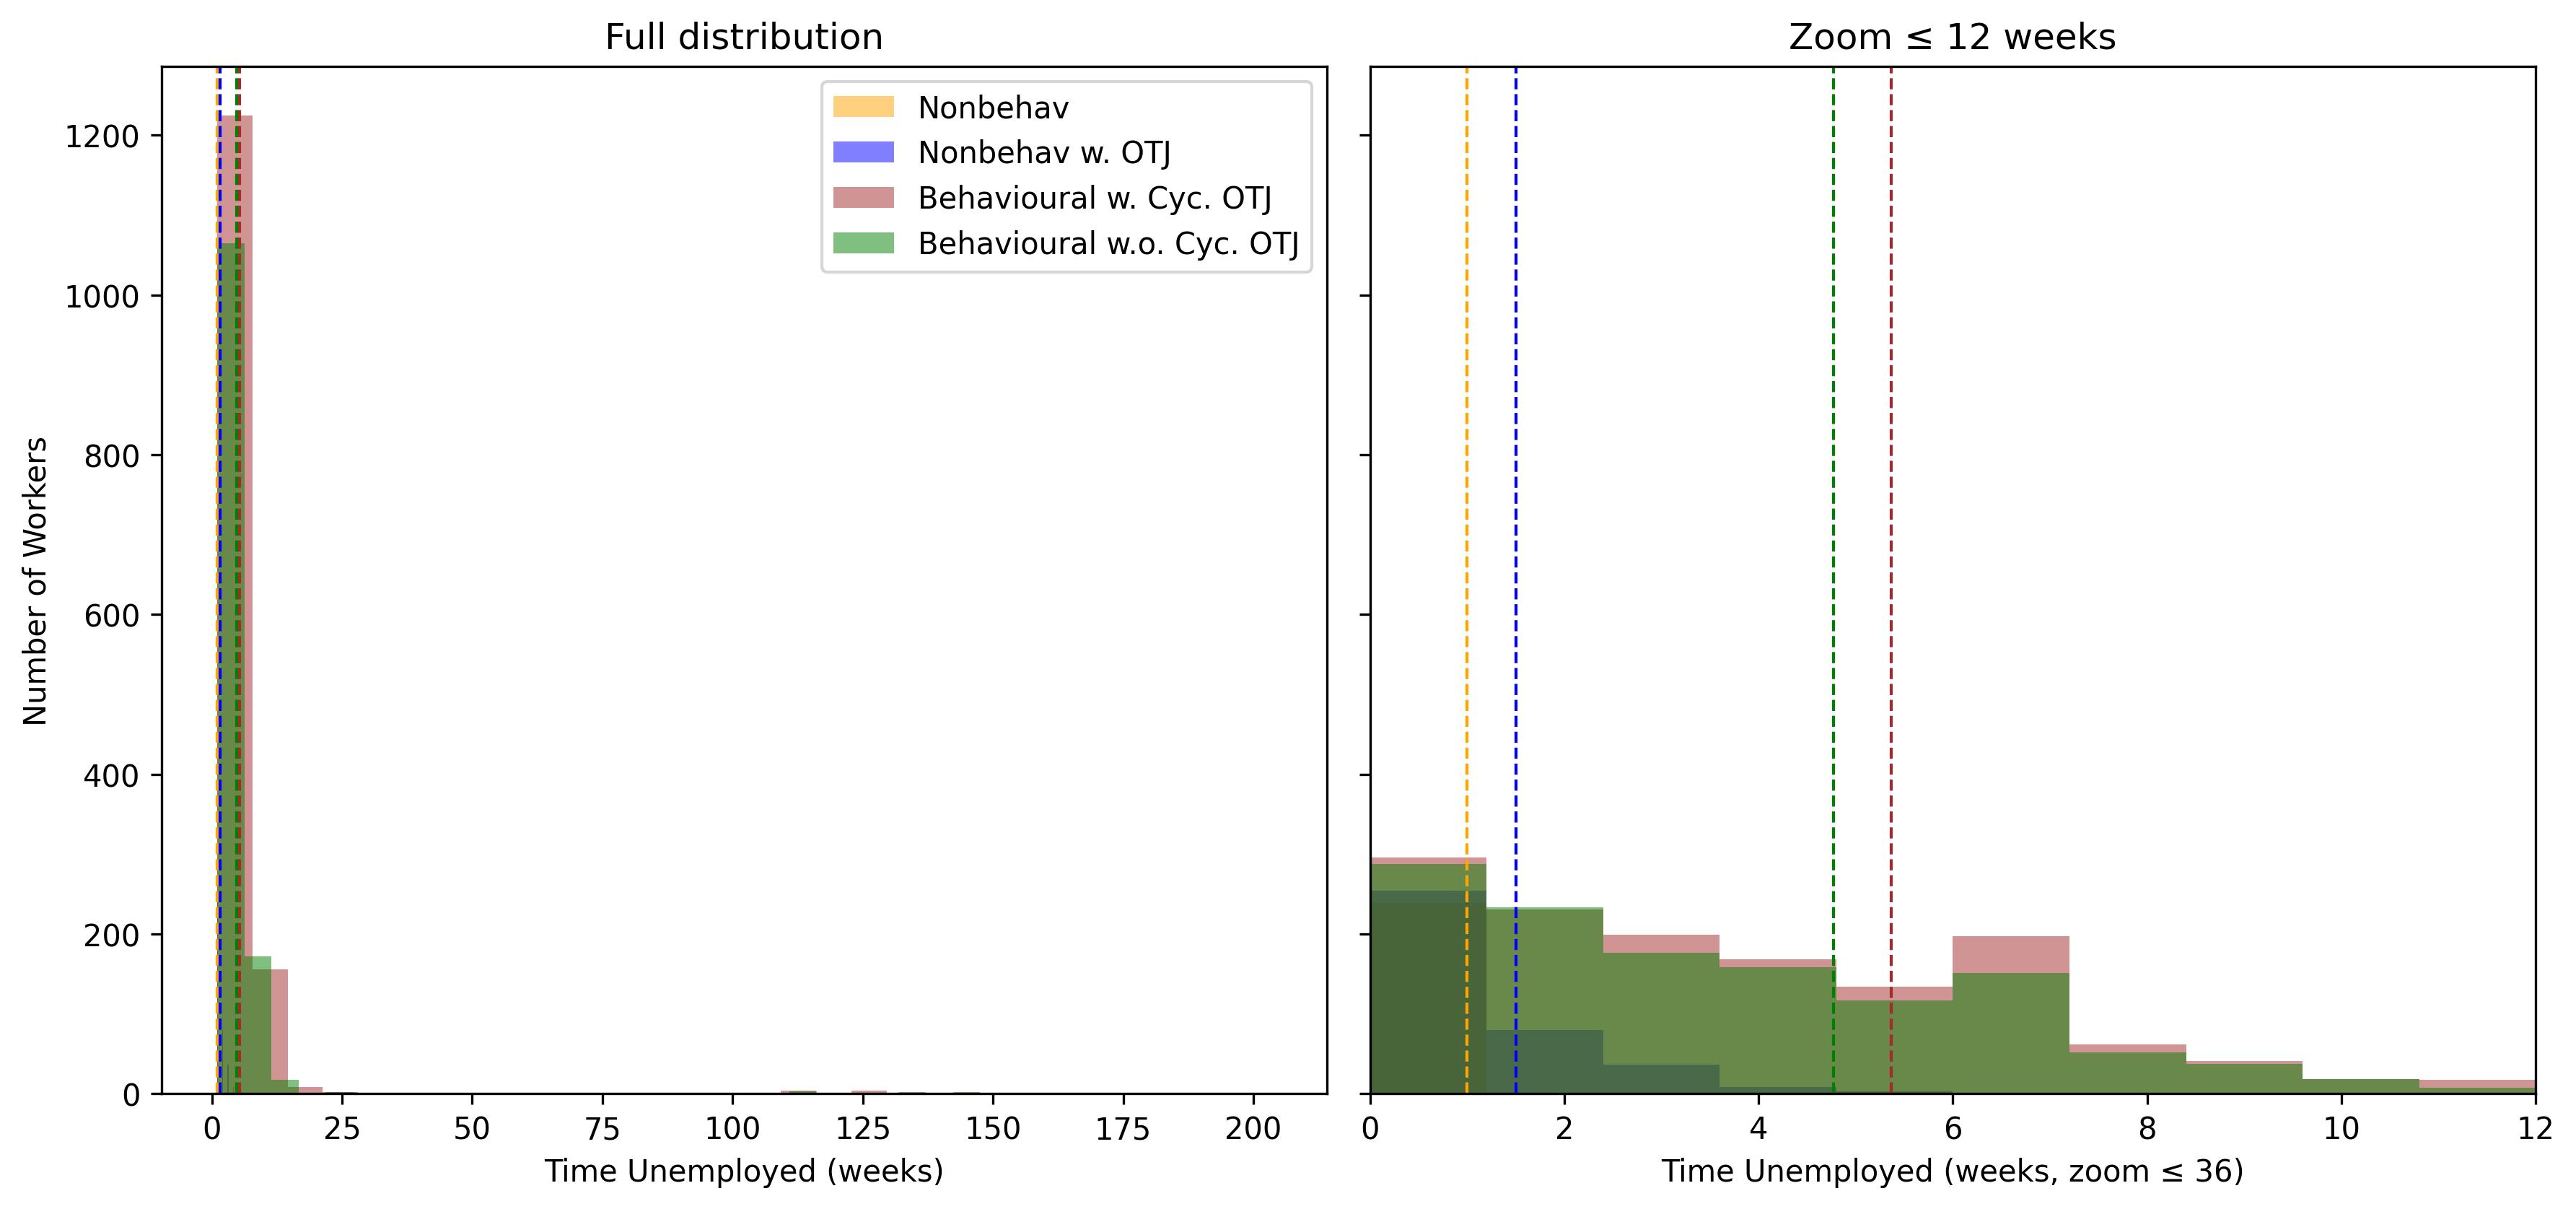 Full distribution
Nonbehav
Nonbehav w. OTJ
Behavioural w. Cyc. OTJ
Behavioural w.o. Cyc. OTJ
Number of Workers
1200
1000
800
600
400
200
0
0 25 50 75 100 125 150 175 200
Time Unemployed (weeks)
Zoom ≤ 12 weeks
0 2 4 6 8 10 12
Time Unemployed (weeks, zoom ≤ 36)